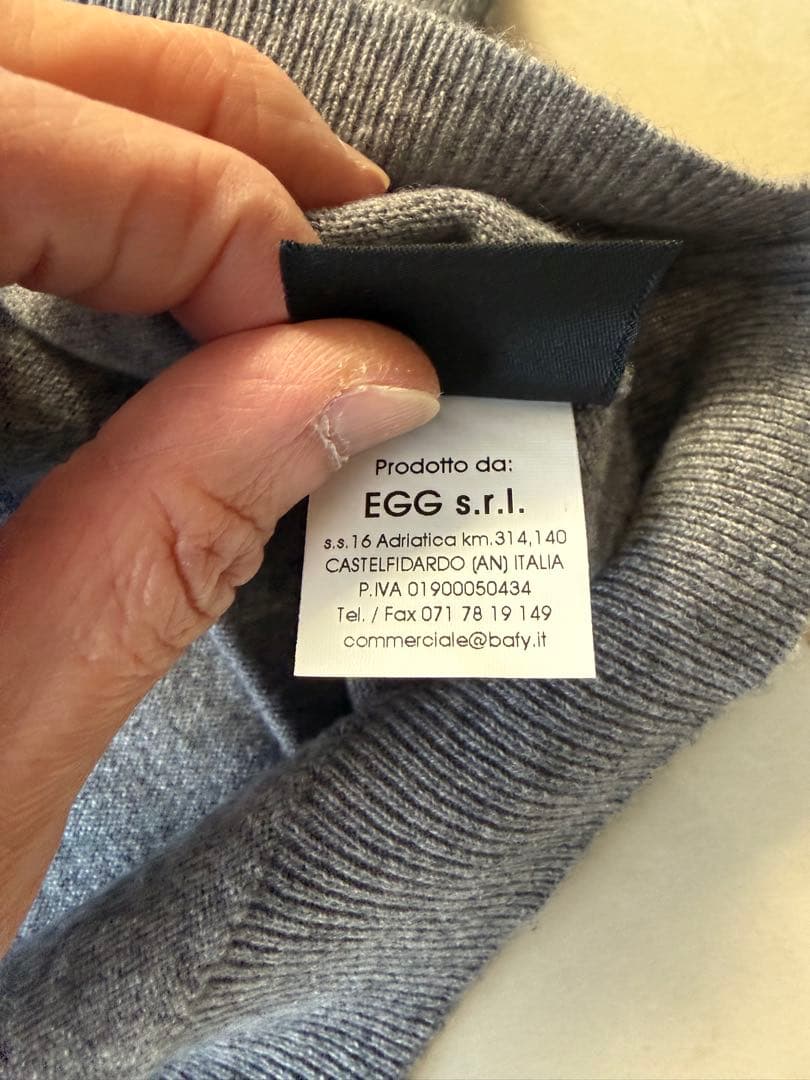 Prodotto da:
EGG s.r.l.
s.s.16 Adriatica km.314,140
CASTELFIDARDO (AN) ITALIA
P.IVA 01900050434
Tel. / Fax 071 78 19 149
commerciale@bafy.it